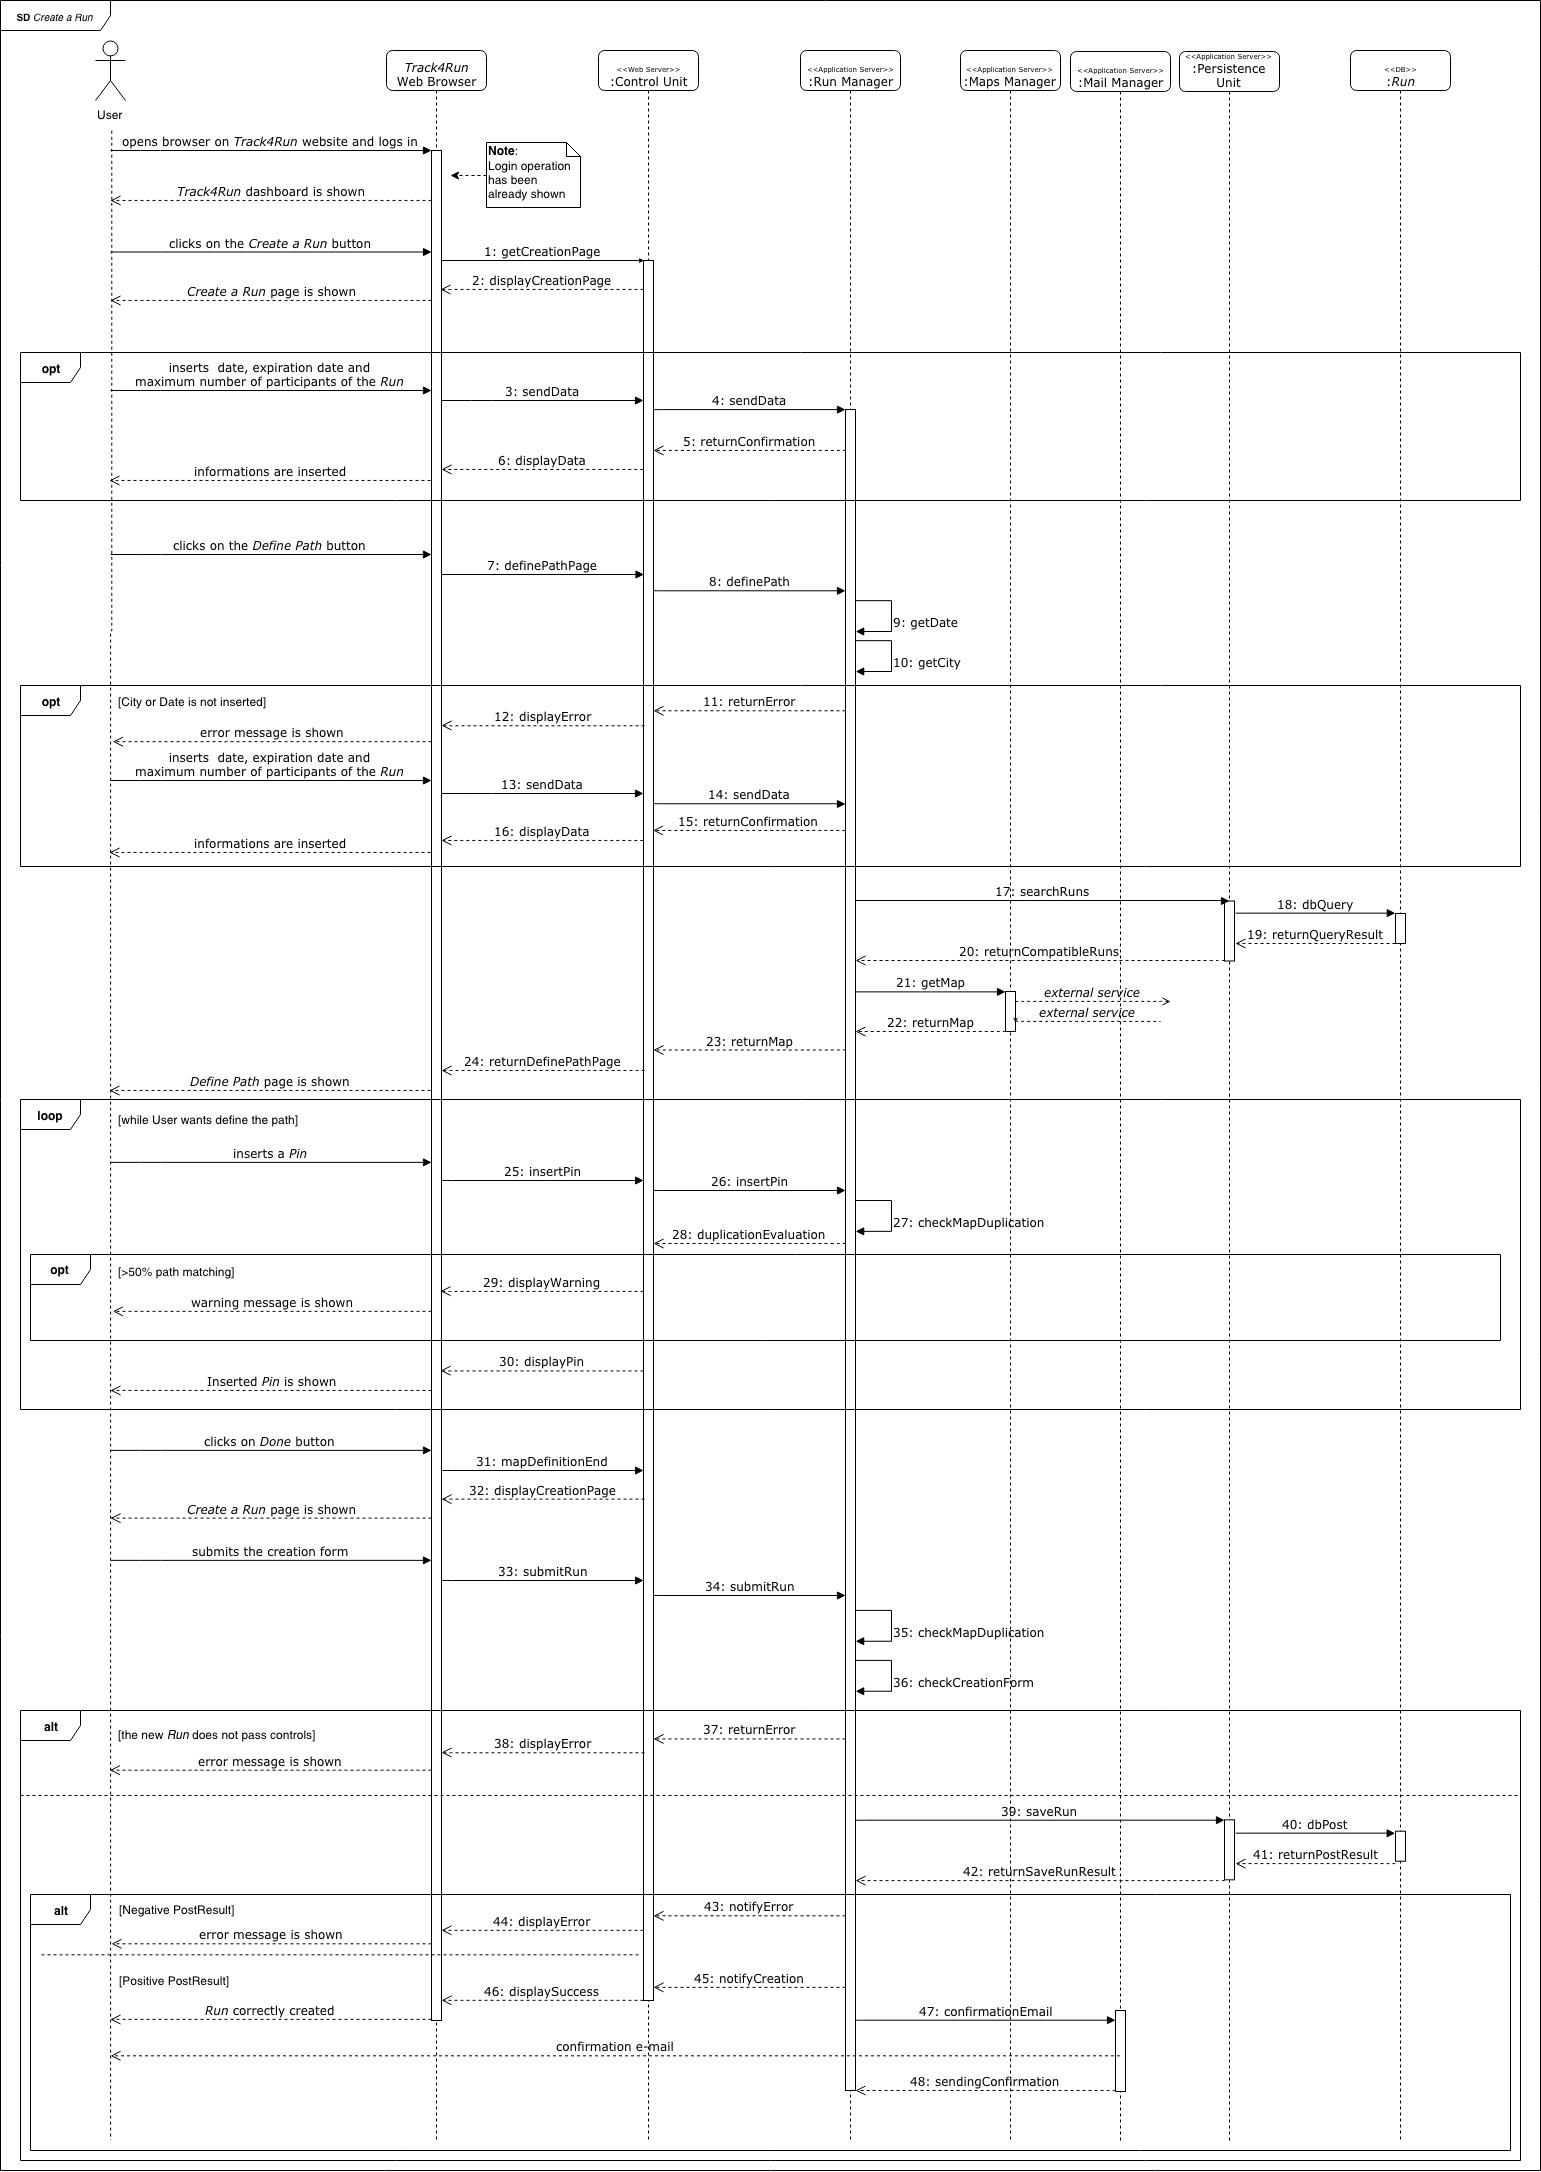 SD Create a Run
User
Track4Run
Web Browser
<<Web Server>>
:Control Unit
<<Application Server>>
:Run Manager
<<Application Server>>
:Maps Manager
<<Application Server>>
:Mail Manager
<<Application Server>>
:Persistence
Unit
<<DB>>
:Run
opens browser on Track4Run website and logs in
Note:
Login operation
has been
already shown
Track4Run dashboard is shown
clicks on the Create a Run button
1: getCreationPage
2: displayCreationPage
Create a Run page is shown
opt
inserts  date, expiration date and
maximum number of participants of the Run
3: sendData
4: sendData
5: returnConfirmation
6: displayData
informations are inserted
clicks on the Define Path button
7: definePathPage
8: definePath
9: getDate
10: getCity
opt
[City or Date is not inserted]
11: returnError
12: displayError
error message is shown
inserts  date, expiration date and
maximum number of participants of the Run
13: sendData
14: sendData
15: returnConfirmation
16: displayData
informations are inserted
17: searchRuns
18: dbQuery
19: returnQueryResult
20: returnCompatibleRuns
21: getMap
external service
external service
22: returnMap
23: returnMap
24: returnDefinePathPage
Define Path page is shown
loop
[while User wants define the path]
inserts a Pin
25: insertPin
26: insertPin
27: checkMapDuplication
28: duplicationEvaluation
opt
[>50% path matching]
29: displayWarning
warning message is shown
30: displayPin
Inserted Pin is shown
clicks on Done button
31: mapDefinitionEnd
32: displayCreationPage
Create a Run page is shown
submits the creation form
33: submitRun
34: submitRun
35: checkMapDuplication
36: checkCreationForm
alt
[the new Run does not pass controls]
37: returnError
38: displayError
error message is shown
39: saveRun
40: dbPost
41: returnPostResult
42: returnSaveRunResult
alt
[Negative PostResult]
43: notifyError
44: displayError
error message is shown
[Positive PostResult]
45: notifyCreation
46: displaySuccess
Run correctly created
47: confirmationEmail
confirmation e-mail
48: sendingConfirmation